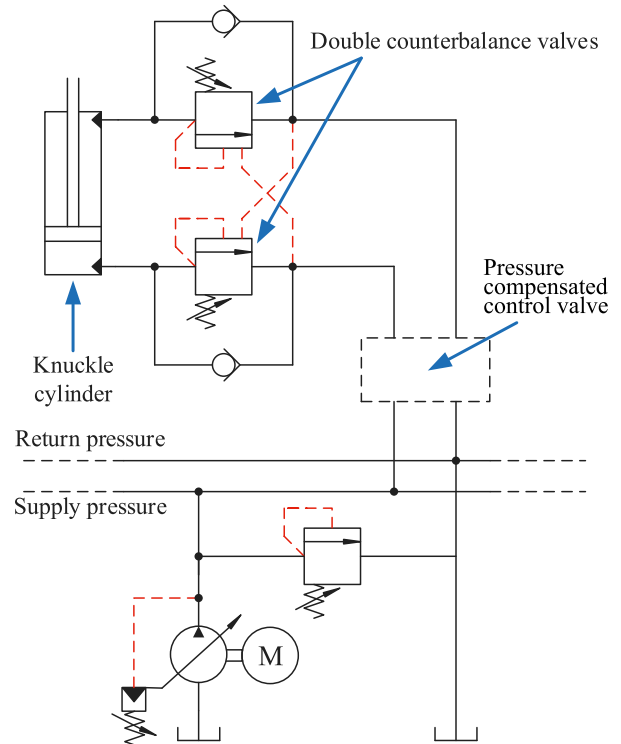 Double counterbalance valves
Pressure
compensated
control valve
Knuckle
cylinder
Return pressure
Supply pressure
M